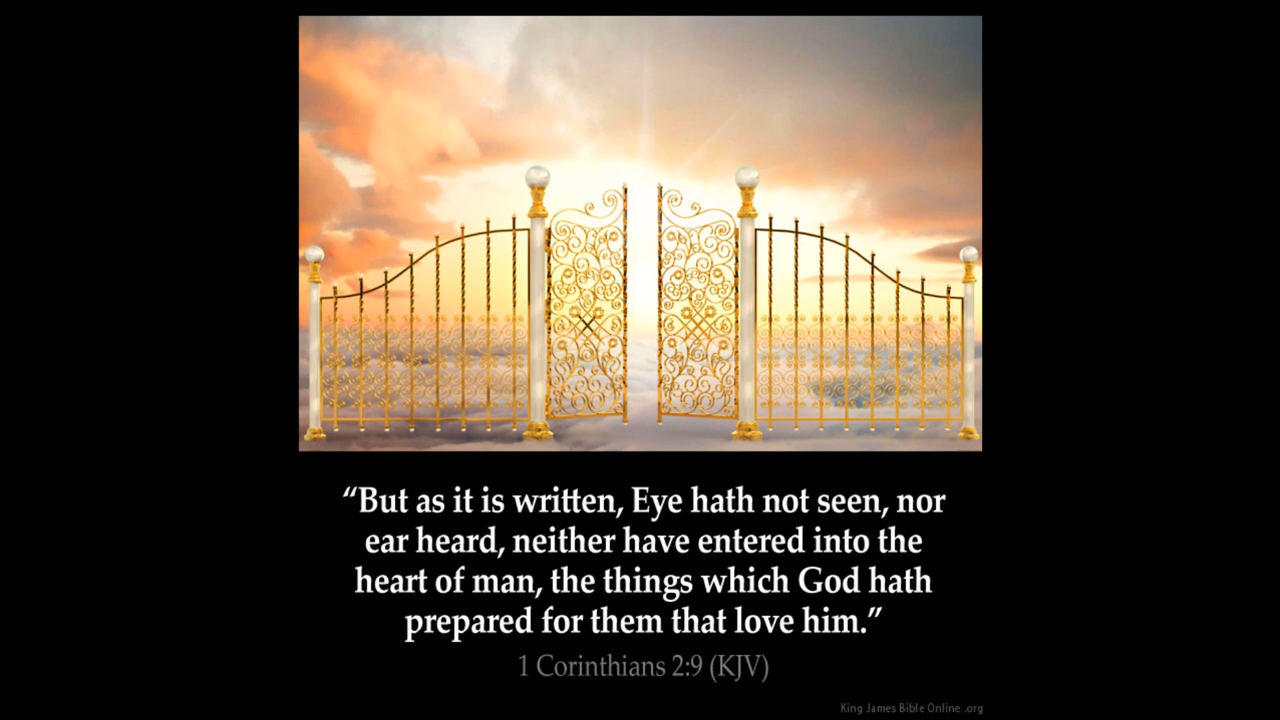 “But as it is written, Eye hath not seen, nor
ear heard, neither have entered into the
heart of man, the things which God hath
prepared for them that love him.”
1 Corinthians 2:9 (KJV)
King James Bible Online .org